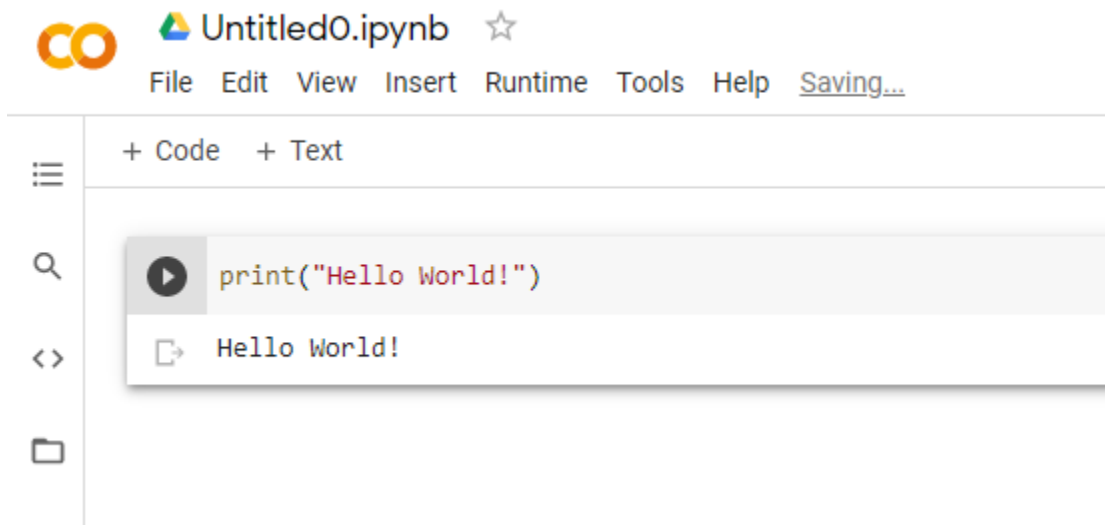 CO
Untitled0.ipynb
File Edit View Insert Runtime Tools Help Saving...
+ Code + Text
print("Hello World!")
Hello World!